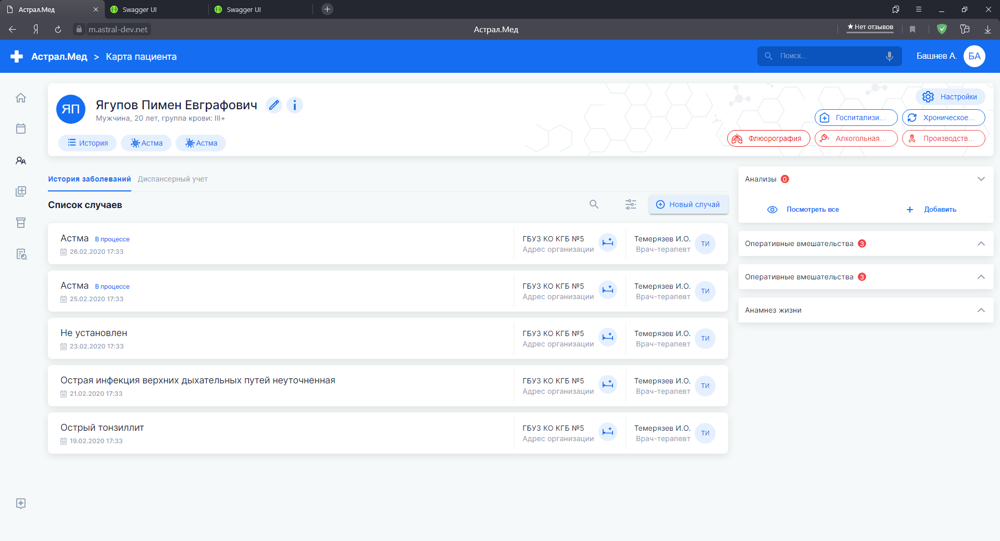 Астрал.Мед
Swagger UI
Swagger UI
Я
m.astral-dev.net
Астрал.Мед
★Нет отзывов
Астрал.Мед > Карта пациента
Поиск...
Башнев А.
БА
ЯП
Ягупов Пимен Евграфович
Мужчина, 20 лет, группа крови: III+
История
Астма
Астма
Настройки
Госпитализи...
Хроническое...
Флюорография
Алкогольная...
Производств...
История заболеваний
Диспансерный учет
Список случаев
Новый случай
Астма В процессе
26.02.2020 17:33
ГБУЗ КО КГБ №5
Адрес организации
Темерязев И.О.
Врач-терапевт
ТИ
Астма В процессе
25.02.2020 17:33
ГБУЗ КО КГБ №5
Адрес организации
Темерязев И.О.
Врач-терапевт
ТИ
Не установлен
23.02.2020 17:33
ГБУЗ КО КГБ №5
Адрес организации
Темерязев И.О.
Врач-терапевт
ТИ
Острая инфекция верхних дыхательных путей неуточненная
21.02.2020 17:33
ГБУЗ КО КГБ №5
Адрес организации
Темерязев И.О.
Врач-терапевт
ТИ
Острый тонзиллит
19.02.2020 17:33
ГБУЗ КО КГБ №5
Адрес организации
Темерязев И.О.
Врач-терапевт
ТИ
Анализы 0
Посмотреть все
Добавить
Оперативные вмешательства 3
Оперативные вмешательства 3
Анамнез жизни